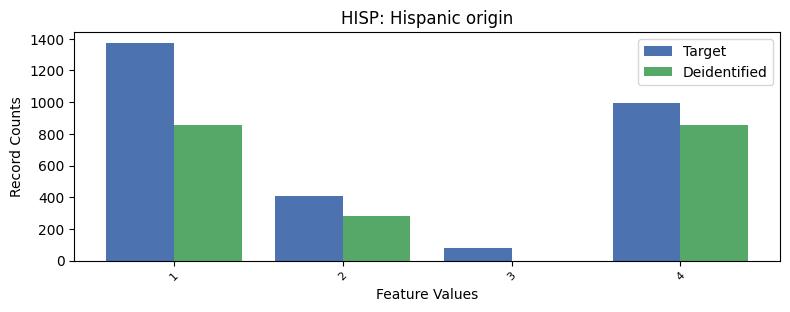 HISP: Hispanic origin
Target
Deidentified
Record Counts
1400
1200
1000
800
600
400
200
0
1
2
3
4
Feature Values